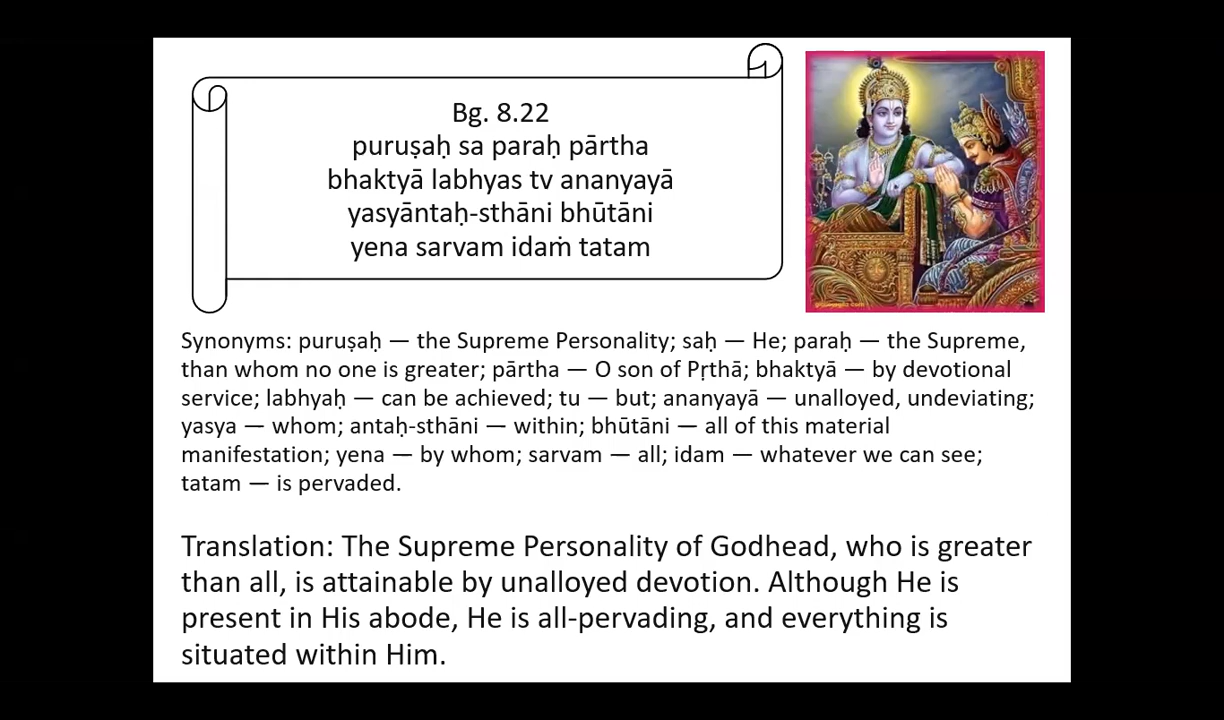 Bg. 8.22
puruṣaḥ sa paraḥ pārtha
bhaktyā labhyas tv ananyayā
yasyāntaḥ-sthāni bhūtāni
yena sarvam idaṁ tatam
Synonyms: puruṣaḥ — the Supreme Personality; saḥ — He; paraḥ — the Supreme,
than whom no one is greater; pārtha — O son of Pṛthā; bhaktyā — by devotional
service; labhyaḥ — can be achieved; tu — but; ananyayā — unalloyed, undeviating;
yasya — whom; antaḥ-sthāni — within; bhūtāni — all of this material
manifestation; yena — by whom; sarvam — all; idam — whatever we can see;
tatam — is pervaded.
Translation: The Supreme Personality of Godhead, who is greater
than all, is attainable by unalloyed devotion. Although He is
present in His abode, He is all-pervading, and everything is
situated within Him.